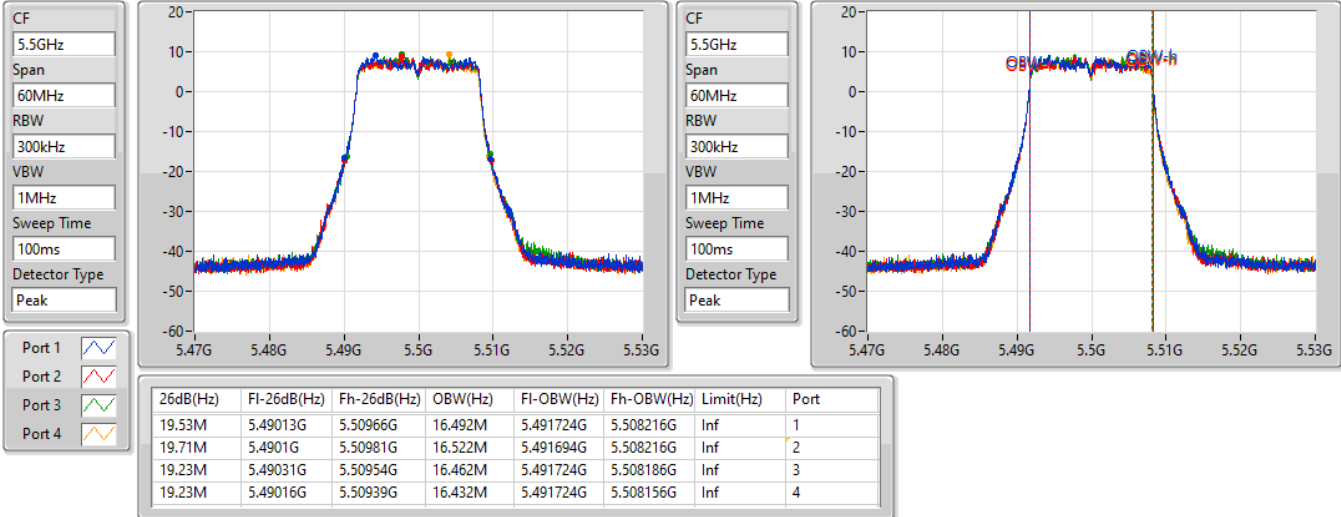 CF
5.5GHz
Span
60MHz
RBW
300kHz
VBW
1MHz
Sweep Time
100ms
Detector Type
Peak
20
10
0
-10
-20
-30
-40
-50
-60
5.47G 5.48G 5.49G 5.5G 5.51G 5.52G 5.53G
CF
5.5GHz
Span
60MHz
RBW
300kHz
VBW
1MHz
Sweep Time
100ms
Detector Type
Peak
20
10
0
-10
-20
-30
-40
-50
-60
OBW-h
5.47G 5.48G 5.49G 5.5G 5.51G 5.52G 5.53G
Port 1
Port 2
Port 3
Port 4
26dB(Hz) Fl-26dB(Hz) Fh-26dB(Hz) OBW(Hz) Fl-OBW(Hz) Fh-OBW(Hz) Limit(Hz) Port
19.53M 5.49013G 5.50966G 16.492M 5.491724G 5.508216G Inf 1
19.71M 5.4901G 5.50981G 16.522M 5.491694G 5.508216G Inf 2
19.23M 5.49031G 5.50954G 16.462M 5.491724G 5.508186G Inf 3
19.23M 5.49016G 5.50939G 16.432M 5.491724G 5.508156G Inf 4